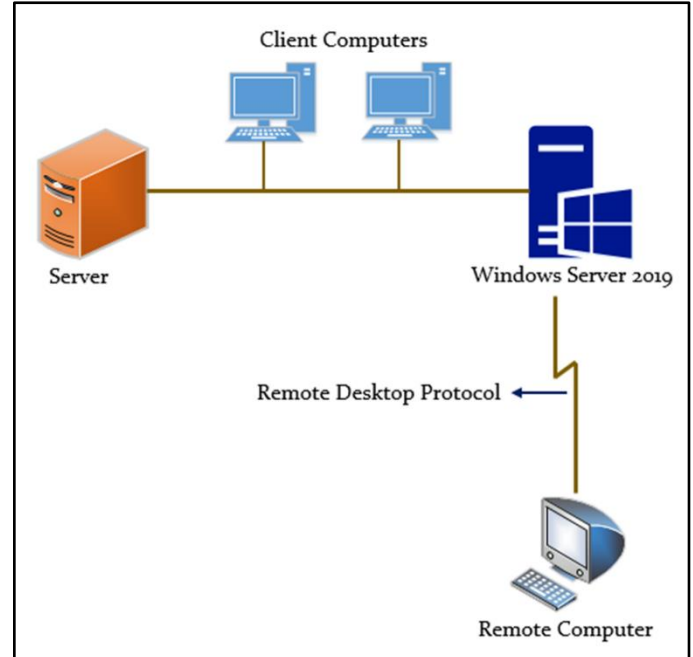 Client Computers
Server
Windows Server 2019
Remote Desktop Protocol
Remote Computer